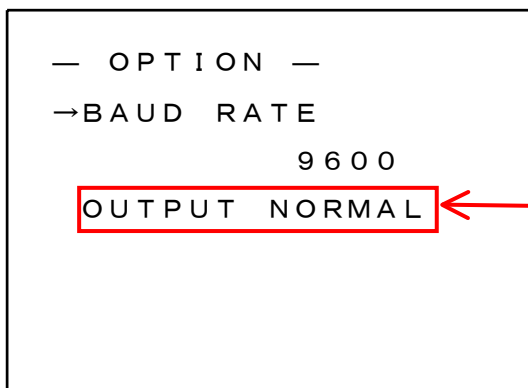 — OPTION —
→BAUD RATE
9600
OUTPUT NORMAL